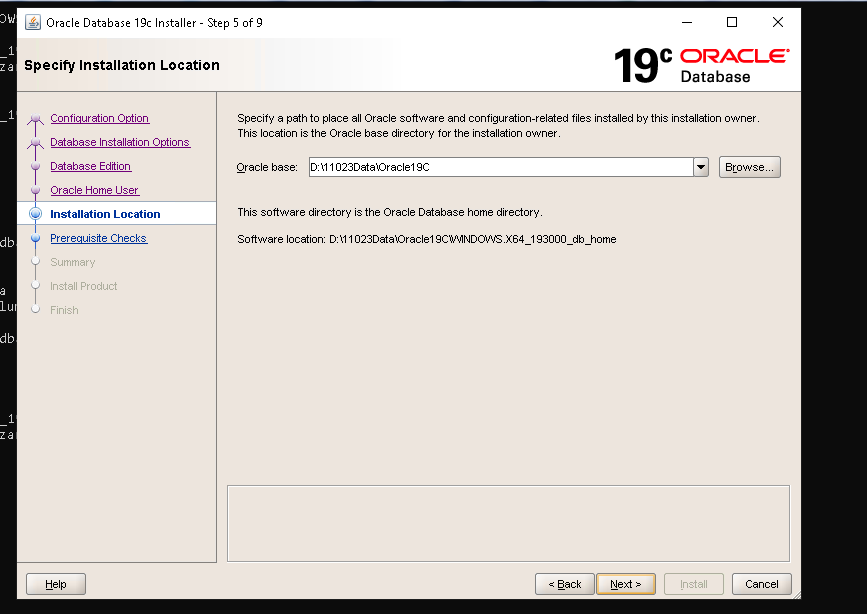 Oracle Database 19c Installer - Step 5 of 9
Specify Installation Location
19c ORACLE
Database
Configuration Option
Database Installation Options
Database Edition
Oracle Home User
Installation Location
Prerequisite Checks
Summary
Install Product
Finish
Specify a path to place all Oracle software and configuration-related files installed by this installation owner.
This location is the Oracle base directory for the installation owner.
Oracle base: D:\11023Data\Oracle19C Browse...
This software directory is the Oracle Database home directory.
Software location: D:\11023Data\Oracle19C\WINDOWS.X64_193000_db_home
Help
< Back Next > Install Cancel